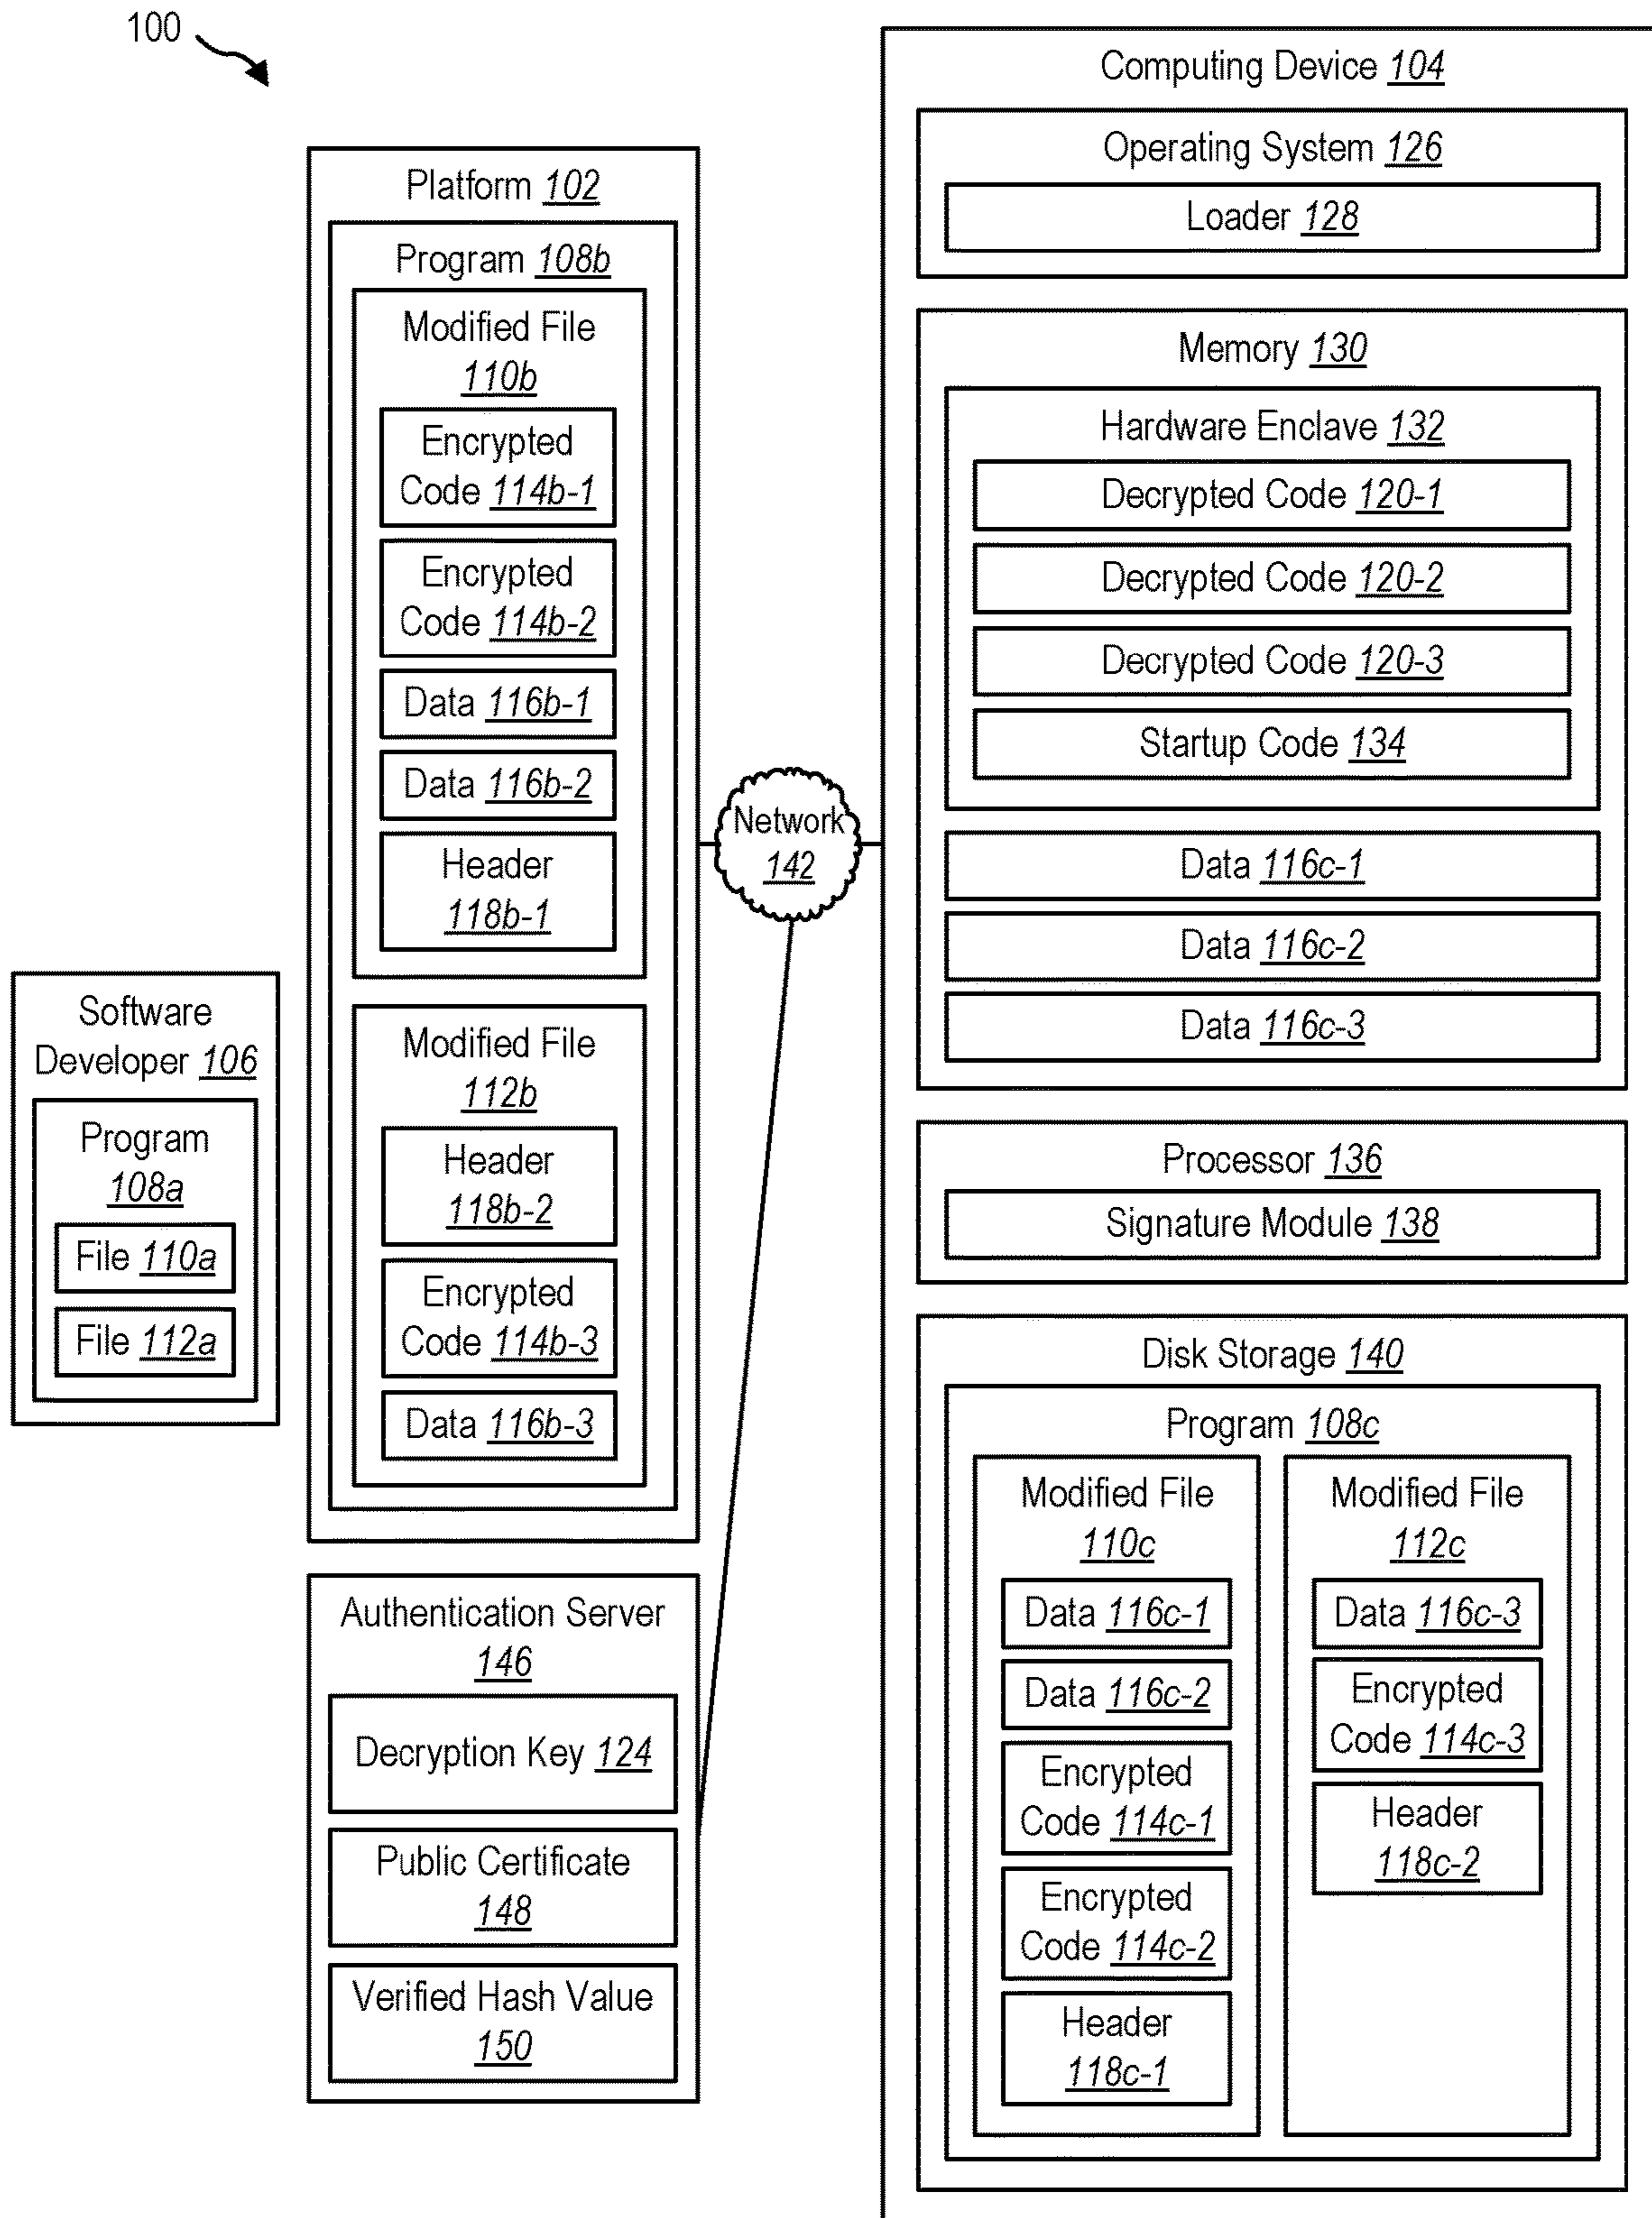 100
Software
Developer 106
Program
108a
File 110a
File 112a
Platform 102
Program 108b
Modified File
110b
Encrypted
Code 114b-1
Encrypted
Code 114b-2
Data 116b-1
Data 116b-2
Header
118b-1
Modified File
112b
Header
118b-2
Encrypted
Code 114b-3
Data 116b-3
Authentication Server
146
Decryption Key 124
Public Certificate
148
Verified Hash Value
150
Network
142
Computing Device 104
Operating System 126
Loader 128
Memory 130
Hardware Enclave 132
Decrypted Code 120-1
Decrypted Code 120-2
Decrypted Code 120-3
Startup Code 134
Data 116c-1
Data 116c-2
Data 116c-3
Processor 136
Signature Module 138
Disk Storage 140
Program 108c
Modified File
110c
Data 116c-1
Data 116c-2
Encrypted
Code 114c-1
Encrypted
Code 114c-2
Header
118c-1
Modified File
112c
Data 116c-3
Encrypted
Code 114c-3
Header
118c-2